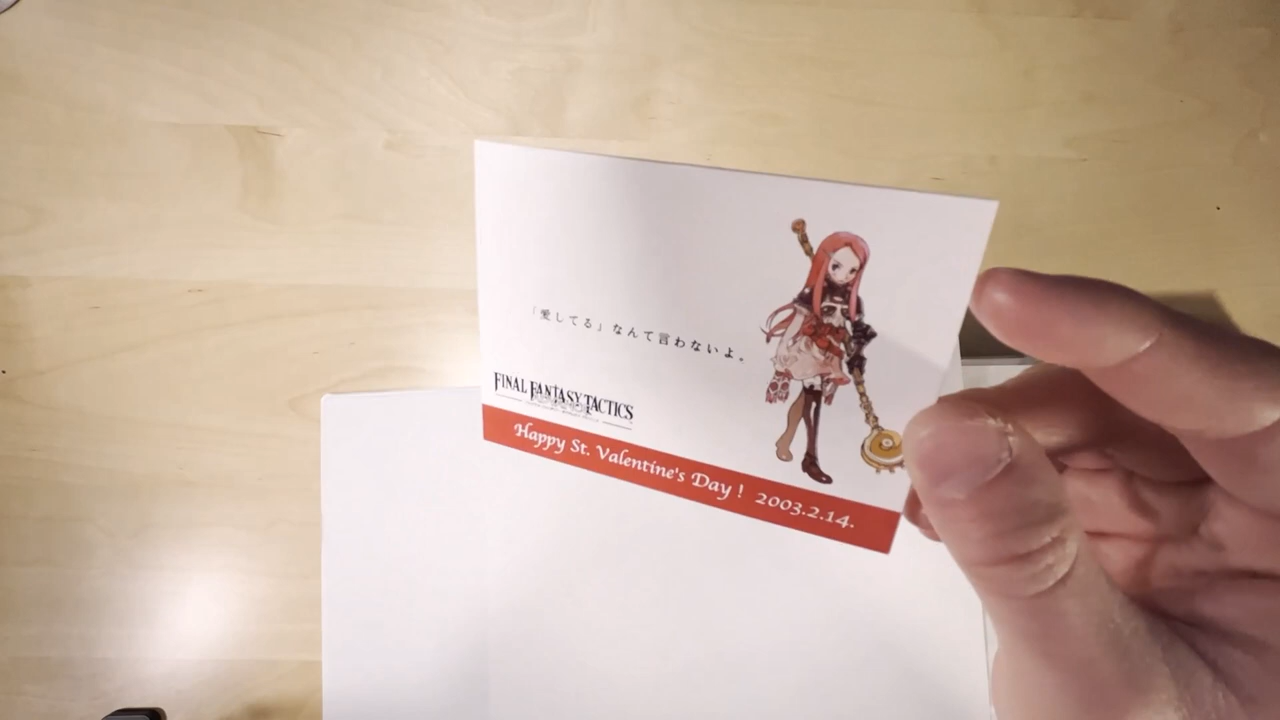 「愛してる」なんて言わないよ。
FINAL FANTASY TACTICS
Happy St. Valentine's Day ! 2003.2.14.